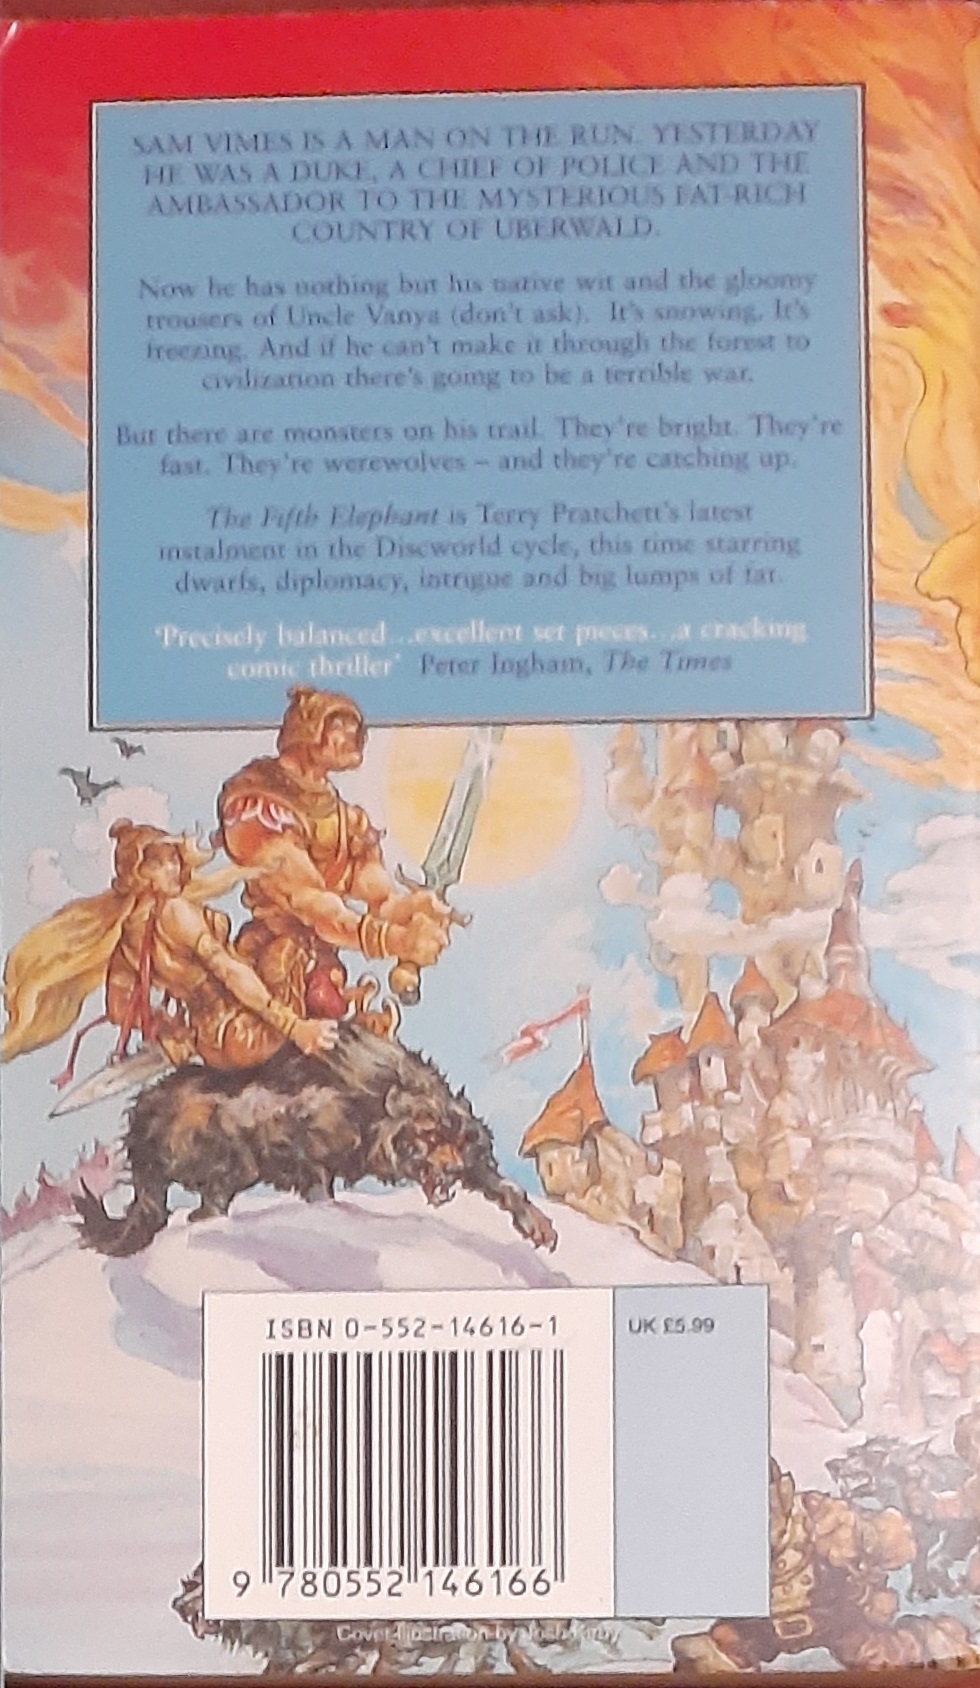 SAM VIMES IS A MAN ON THE RUN. YESTERDAY
HE WAS A DUKE, A CHIEF OF POLICE AND THE
AMBASSADOR TO THE MYSTERIOUS FAT-RICH
COUNTRY OF UBERWALD.
Now he has nothing but his native wit and the gloomy
trousers of Uncle Vanya (don't ask). It's snowing. It's
freezing. And if he can't make it through the forest to
civilization there's going to be a terrible war.
But there are monsters on his trail. They're bright. They're
fast. They're werewolves – and they're catching up.
The Fifth Elephant is Terry Pratchett's latest
instalment in the Discworld cycle, this time starring
dwarfs, diplomacy, intrigue and big lumps of fat.
'Precisely balanced...excellent set pieces...a cracking
comic thriller' Peter Ingham, The Times
ISBN 0-552-14616-1
UK £5.99
9 780552 146166
Cover illustration by Josh Kirby